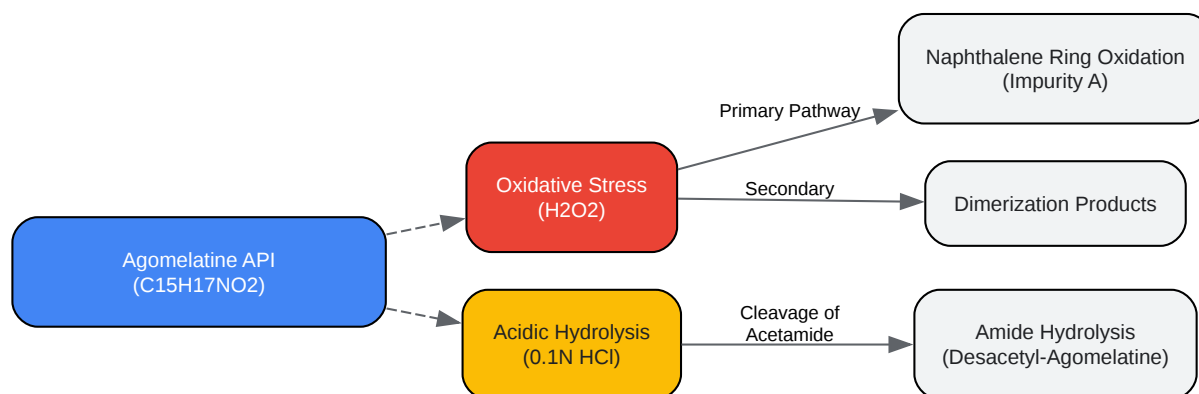 Naphthalene Ring Oxidation
(Impurity A)
Primary Pathway
Oxidative Stress
(H2O2)
Secondary
Dimerization Products
Agomelatine API
(C15H17NO2)
Acidic Hydrolysis
(0.1N HCl)
Cleavage of
Acetamide
Amide Hydrolysis
(Desacetyl-Agomelatine)